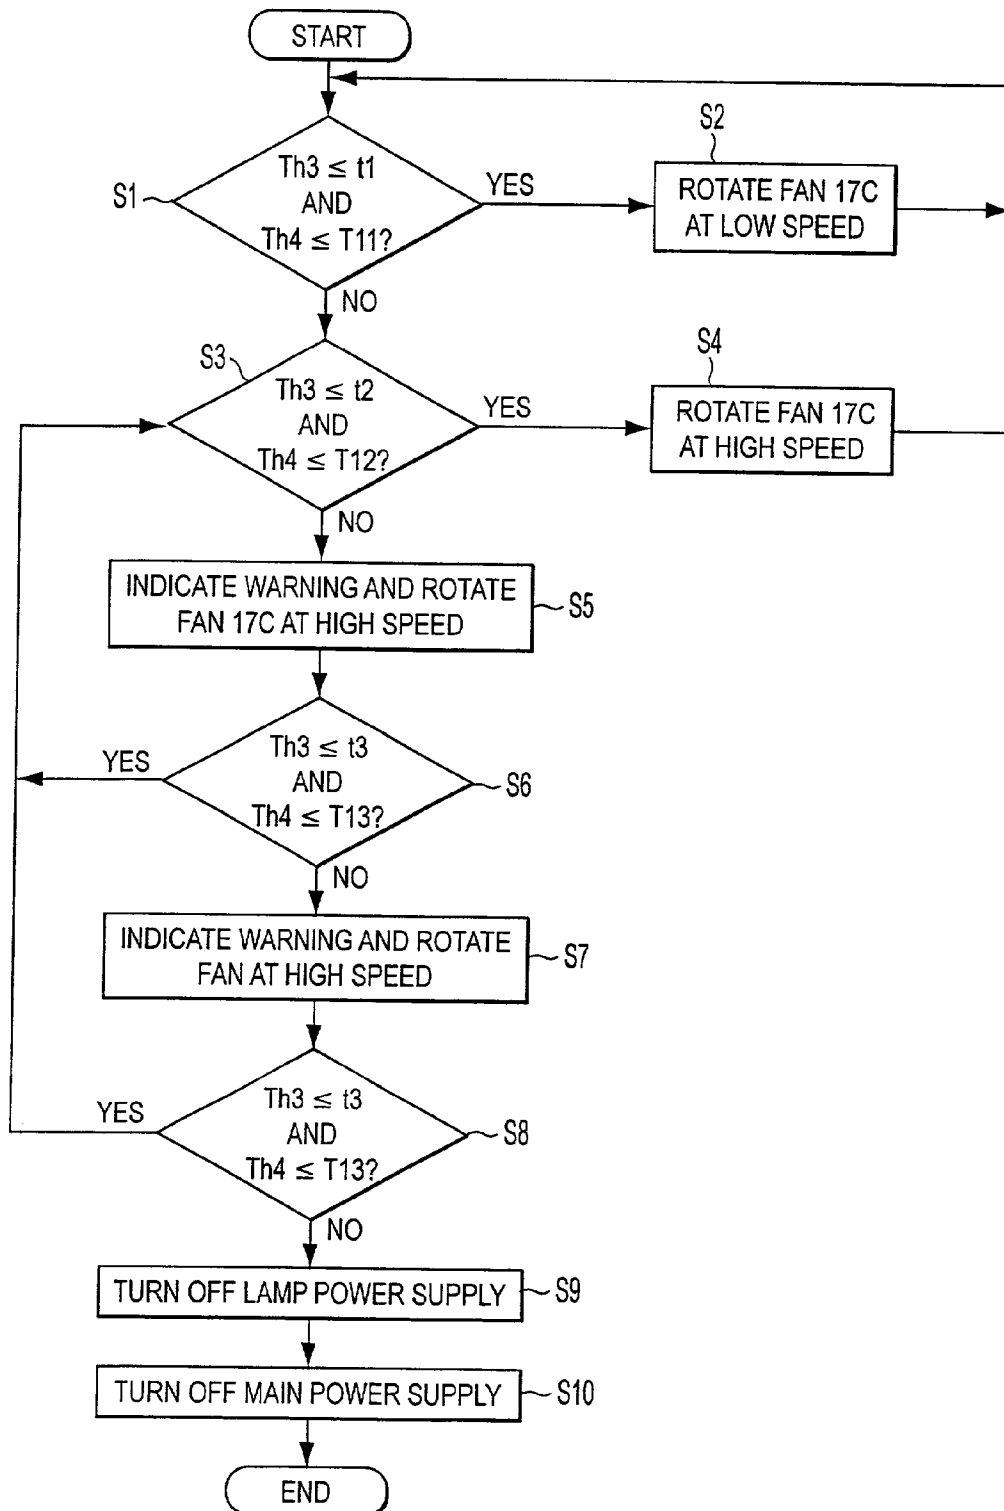 START
S1
Th3 ≤ t1
AND
Th4 ≤ T11?
YES
S2
ROTATE FAN 17C
AT LOW SPEED
NO
S3
Th3 ≤ t2
AND
Th4 ≤ T12?
YES
S4
ROTATE FAN 17C
AT HIGH SPEED
NO
INDICATE WARNING AND ROTATE
FAN 17C AT HIGH SPEED
S5
YES
Th3 ≤ t3
AND
Th4 ≤ T13?
S6
NO
INDICATE WARNING AND ROTATE
FAN AT HIGH SPEED
S7
YES
Th3 ≤ t3
AND
Th4 ≦ T13?
S8
NO
TURN OFF LAMP POWER SUPPLY
S9
TURN OFF MAIN POWER SUPPLY
S10
END